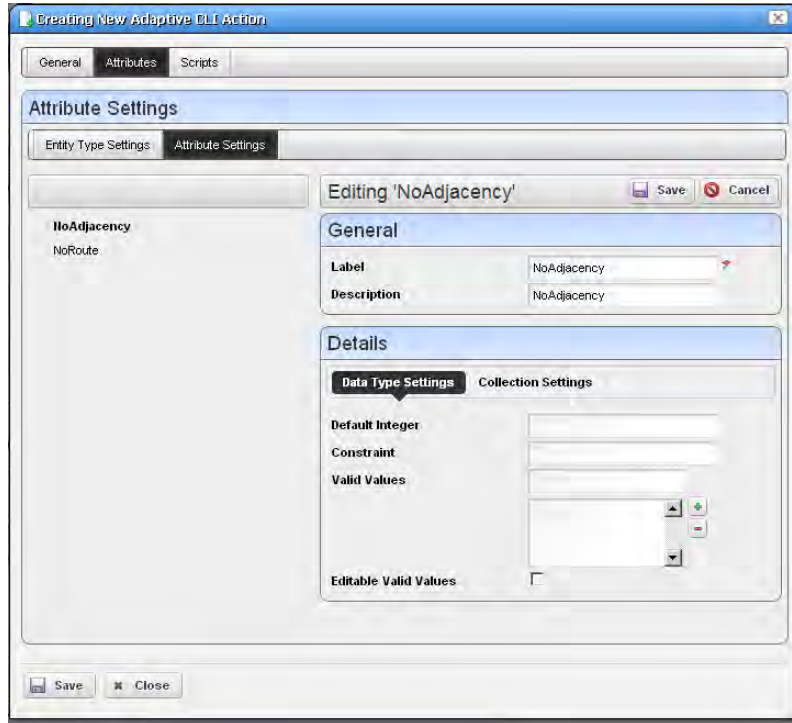 Creating New Adaptive CLI Action
General Attributes Scripts
Attribute Settings
Entity Type Settings Attribute Settings
Editing 'NoAdjacency' Save Cancel
NoAdjacency
NoRoute
General
Label NoAdjacency
Description NoAdjacency
Details
Data Type Settings Collection Settings
Default Integer
Constraint
Valid Values
Editable Valid Values
Save Close